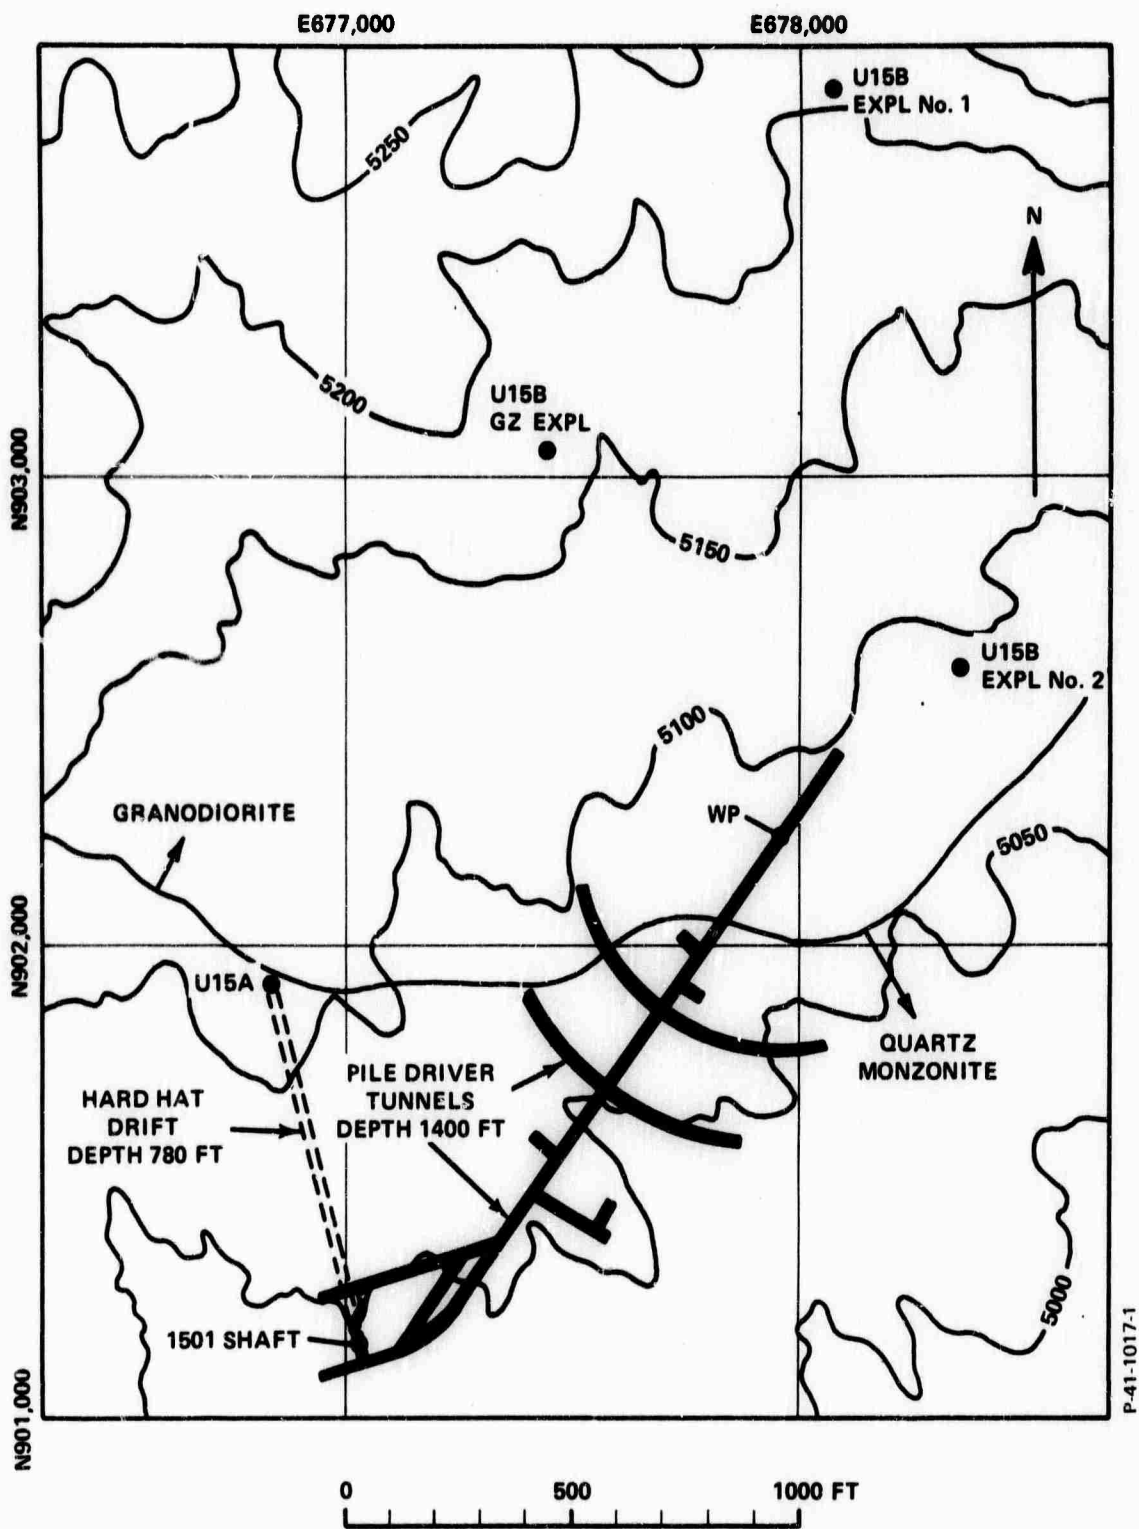 E677,000
E678,000
U15B
EXPL No. 1
5250
N
5200
U15B
GZ EXPL
N903,000
5150
U15B
EXPL No. 2
5100
GRANODIORITE
WP
5050
N902,000
U15A
QUARTZ
MONZONITE
PILE DRIVER
TUNNELS
DEPTH 1400 FT
HARD HAT
DRIFT
DEPTH 780 FT
5000
1501 SHAFT
P-41-1017-1
N901,000
0
500
1000 FT